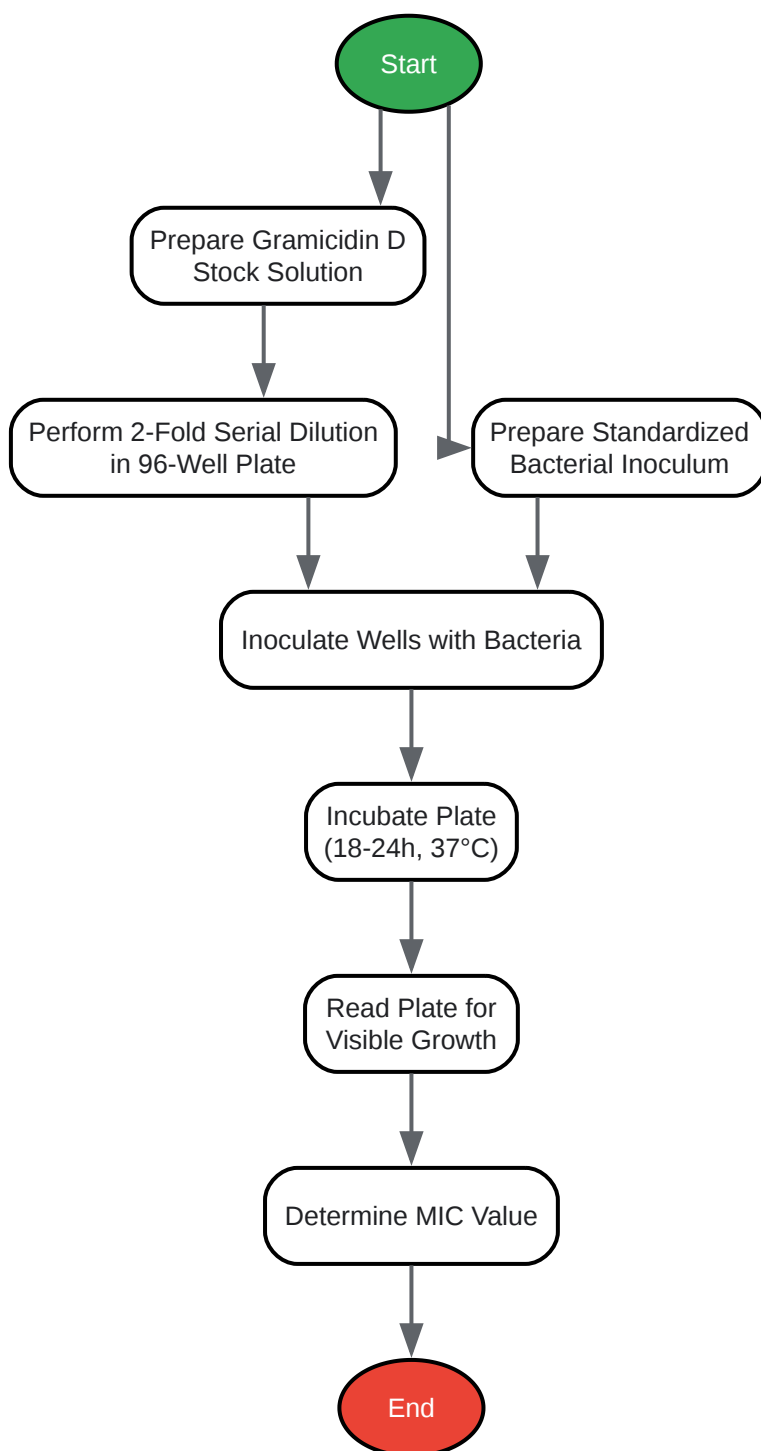 Start
Prepare Gramicidin D
Stock Solution
Perform 2-Fold Serial Dilution
in 96-Well Plate
Prepare Standardized
Bacterial Inoculum
Inoculate Wells with Bacteria
Incubate Plate
(18-24h, 37°C)
Read Plate for
Visible Growth
Determine MIC Value
End